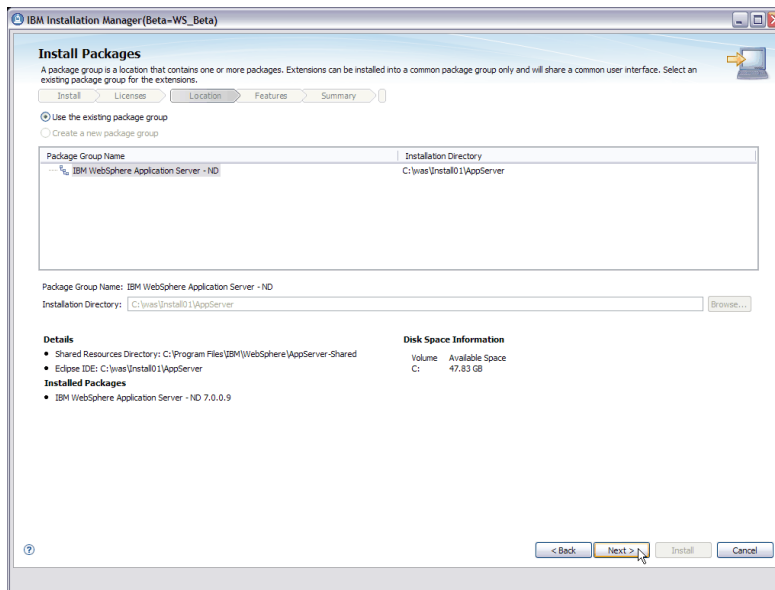 IBM Installation Manager(Beta=WS_Beta)
Install Packages
A package group is a location that contains one or more packages. Extensions can be installed into a common package group only and will share a common user interface. Select an
existing package group for the extensions.
Install Licenses Location Features Summary
Use the existing package group
Create a new package group
Package Group Name Installation Directory
IBM WebSphere Application Server - ND C:\was\Install01\AppServer
Package Group Name: IBM WebSphere Application Server - ND
Installation Directory: C:\was\Install01\AppServer Browse...
Details Disk Space Information
• Shared Resources Directory: C:\Program Files\IBM\WebSphere\AppServer-Shared Volume Available Space
• Eclipse IDE: C:\was\Install01\AppServer C: 47.83 GB
Installed Packages
• IBM WebSphere Application Server - ND 7.0.0.9
? < Back Next > Install Cancel